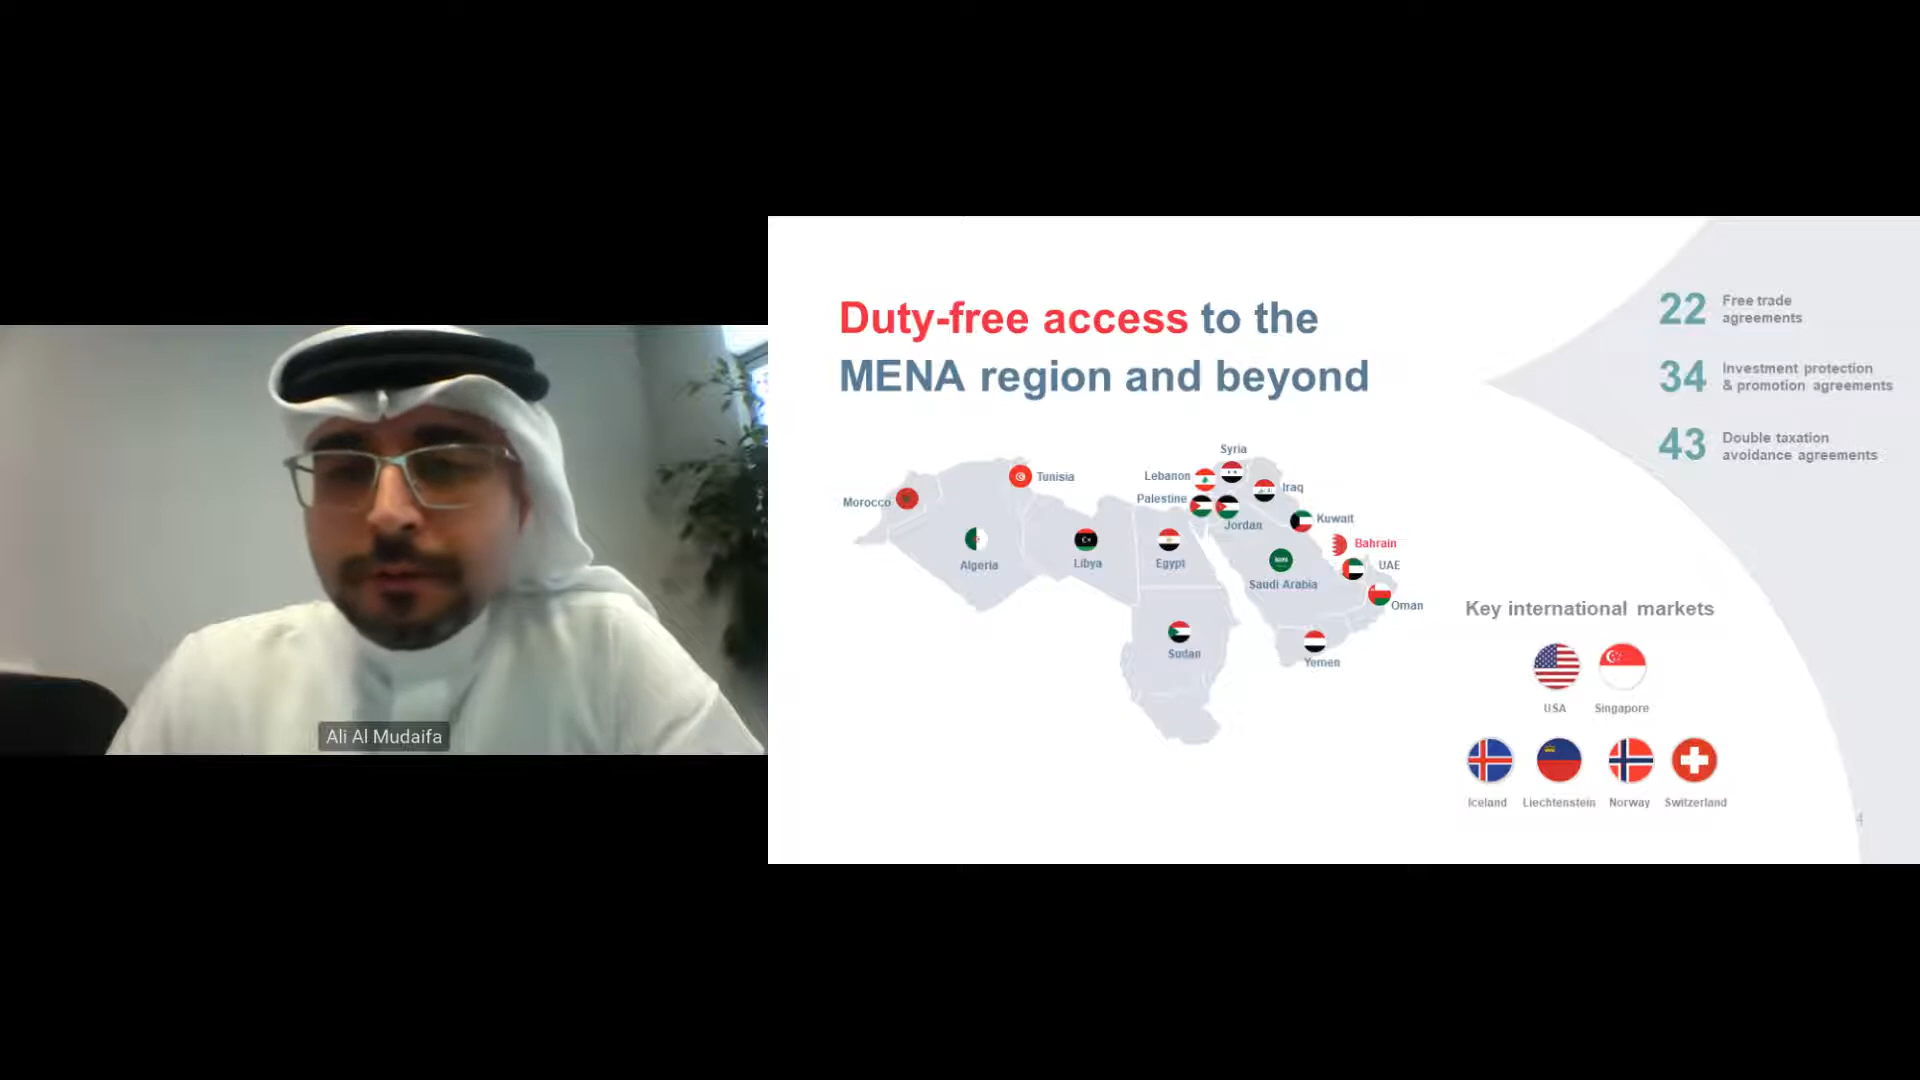 Ali Al Mudaifa
Duty-free access to the
MENA region and beyond
22 Free trade
agreements
34 Investment protection
& promotion agreements
43 Double taxation
avoidance agreements
Syria
Lebanon
Tunisia
Iraq
Morocco
Palestine
Jordan
Kuwait
Bahrain
Algeria
Libya
Egypt
UAE
Saudi Arabia
Oman
Sudan
Yemen
Key international markets
USA
Singapore
Iceland
Liechtenstein
Norway
Switzerland